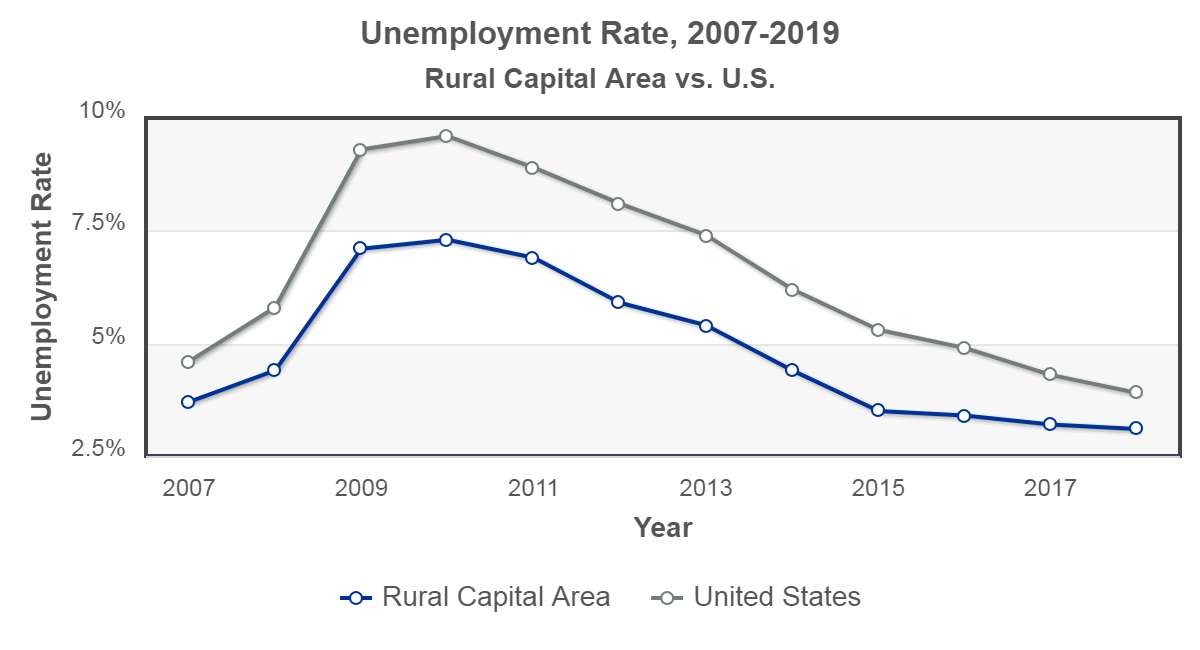 Unemployment Rate, 2007-2019
Rural Capital Area vs. U.S.
Unemployment Rate
10%
7.5%
5%
2.5%
2007 2009 2011 2013 2015 2017
Year
Rural Capital Area United States